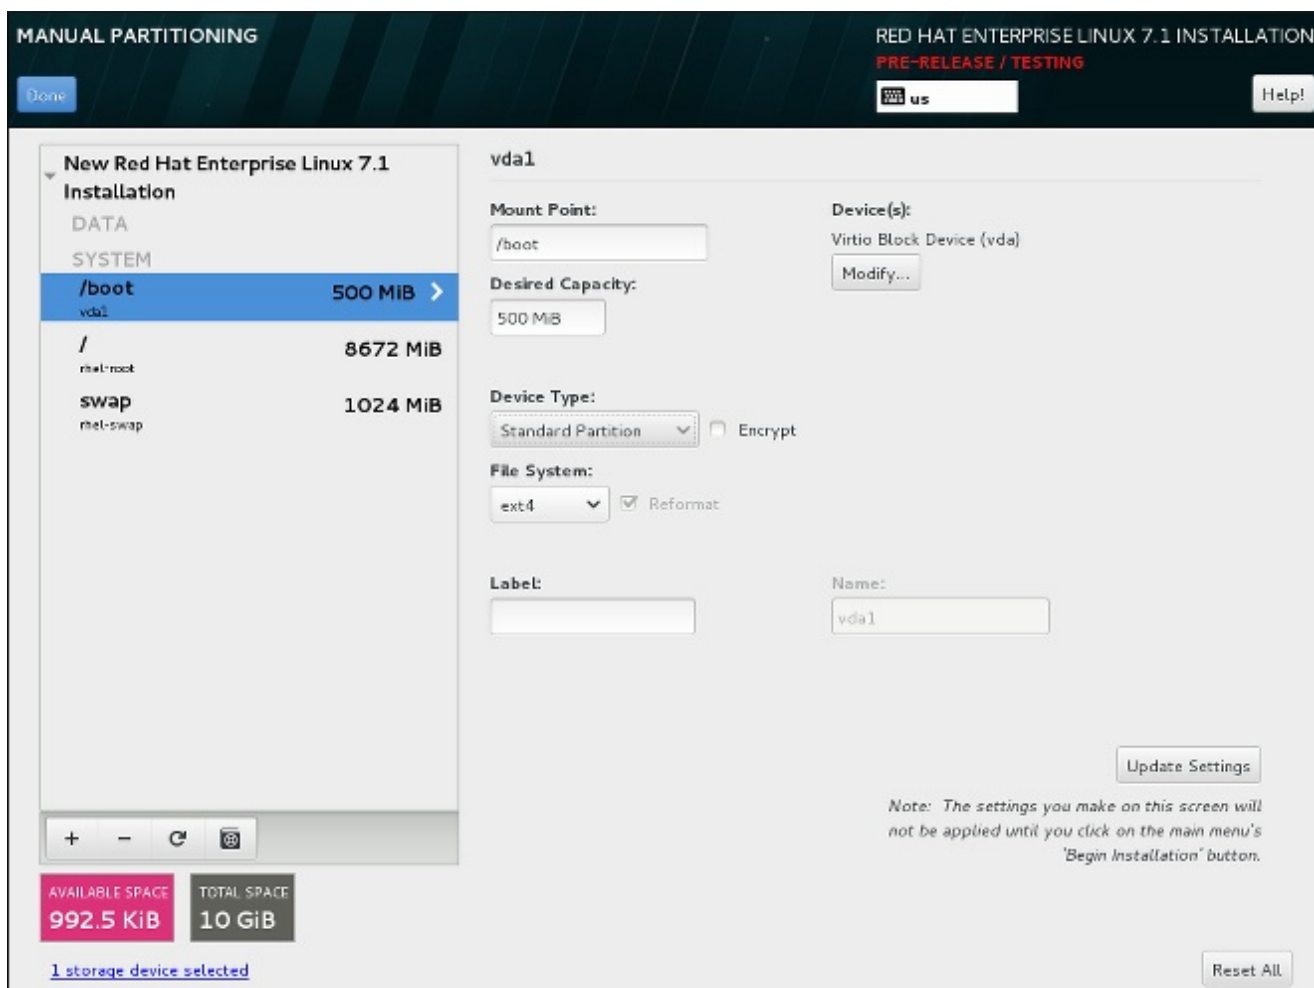 MANUAL PARTITIONING
RED HAT ENTERPRISE LINUX 7.1 INSTALLATION
PRE-RELEASE / TESTING
Done
us
Help!
New Red Hat Enterprise Linux 7.1
Installation
DATA
SYSTEM
/boot
500 MiB
vda1
/
8672 MiB
rhel-root
swap
1024 MiB
rhel-swap
vda1
Mount Point:
/boot
Desired Capacity:
500 MiB
Device(s):
Virtio Block Device (vda)
Modify...
Device Type:
Standard Partition
Encrypt
File System:
ext4
Reformat
Label:
Name:
vda1
Update Settings
Note: The settings you make on this screen will
not be applied until you click on the main menu's
'Begin Installation' button.
+ -
AVAILABLE SPACE
992.5 KiB
TOTAL SPACE
10 GiB
1 storage device selected
Reset All